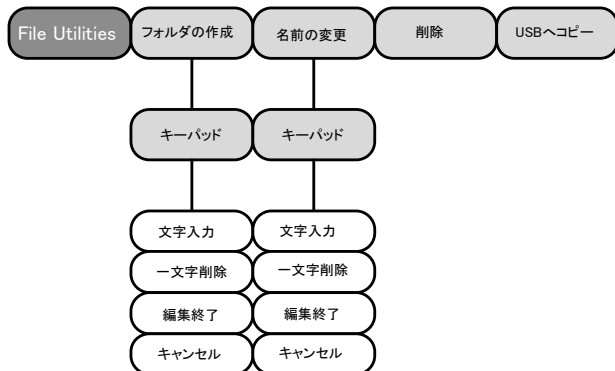 File Utilities
フォルダの作成
名前の変更
削除
USBへコピー
キーパッド
キーパッド
文字入力
文字入力
一文字削除
一文字削除
編集終了
編集終了
キャンセル
キャンセル